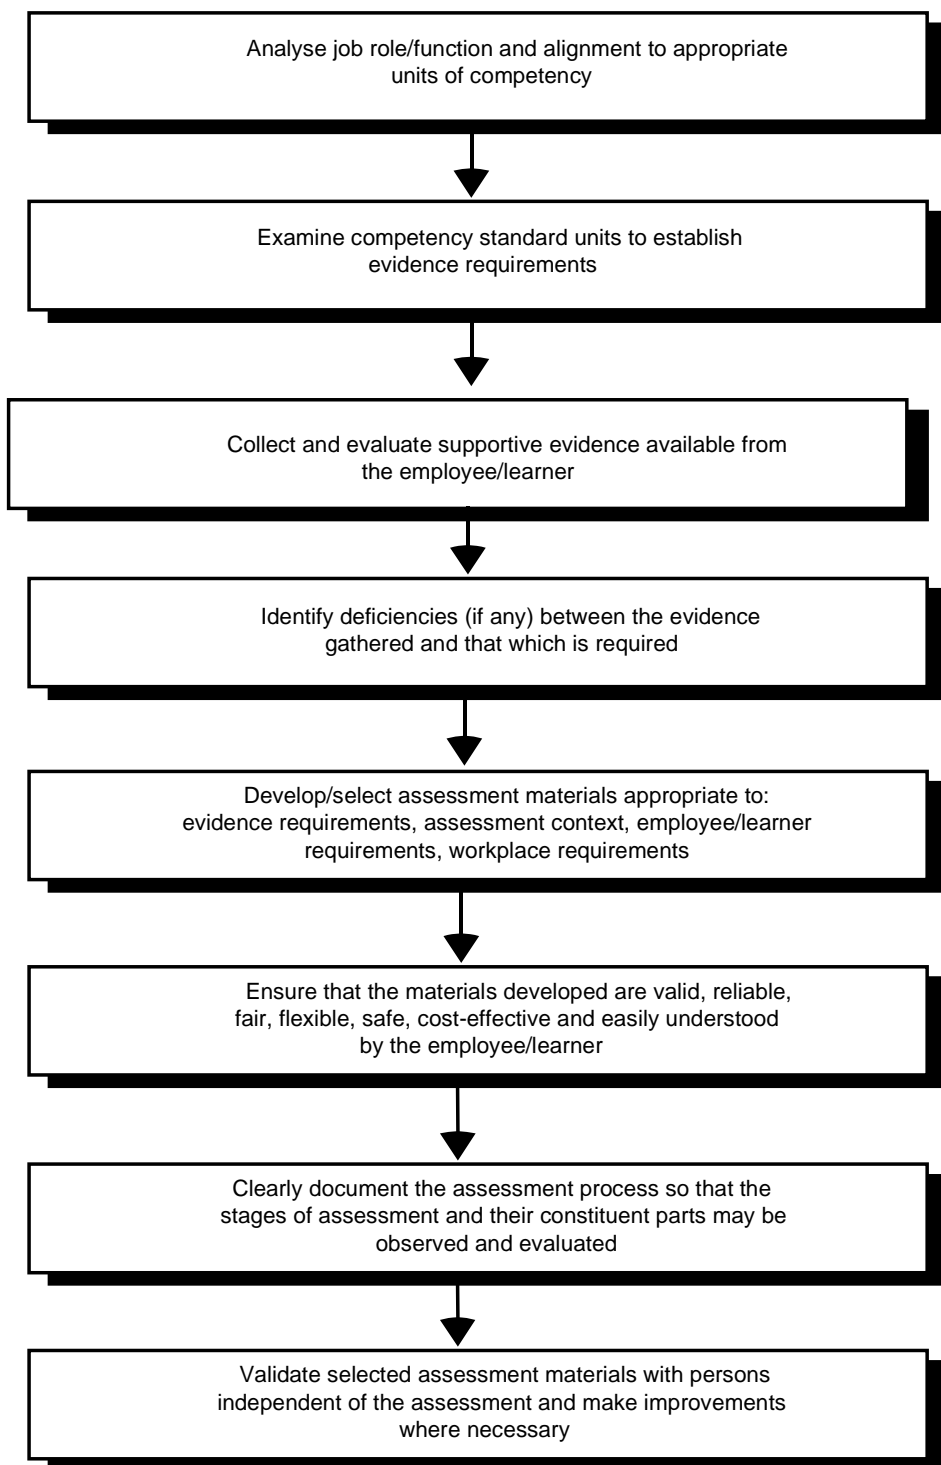 Analyse job role/function and alignment to appropriate
units of competency
Examine competency standard units to establish
evidence requirements
Collect and evaluate supportive evidence available from
the employee/learner
Identify deficiencies (if any) between the evidence
gathered and that which is required
Develop/select assessment materials appropriate to:
evidence requirements, assessment context, employee/learner
requirements, workplace requirements
Ensure that the materials developed are valid, reliable,
fair, flexible, safe, cost-effective and easily understood
by the employee/learner
Clearly document the assessment process so that the
stages of assessment and their constituent parts may be
observed and evaluated
Validate selected assessment materials with persons
independent of the assessment and make improvements
where necessary